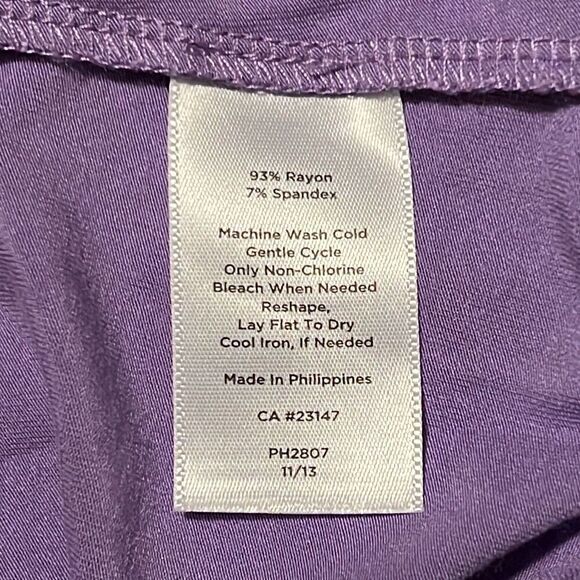 93% Rayon
7% Spandex
Machine Wash Cold
Gentle Cycle
Only Non-Chlorine
Bleach When Needed
Reshape,
Lay Flat To Dry
Cool Iron, If Needed
Made In Philippines
CA #23147
PH2807
11/13